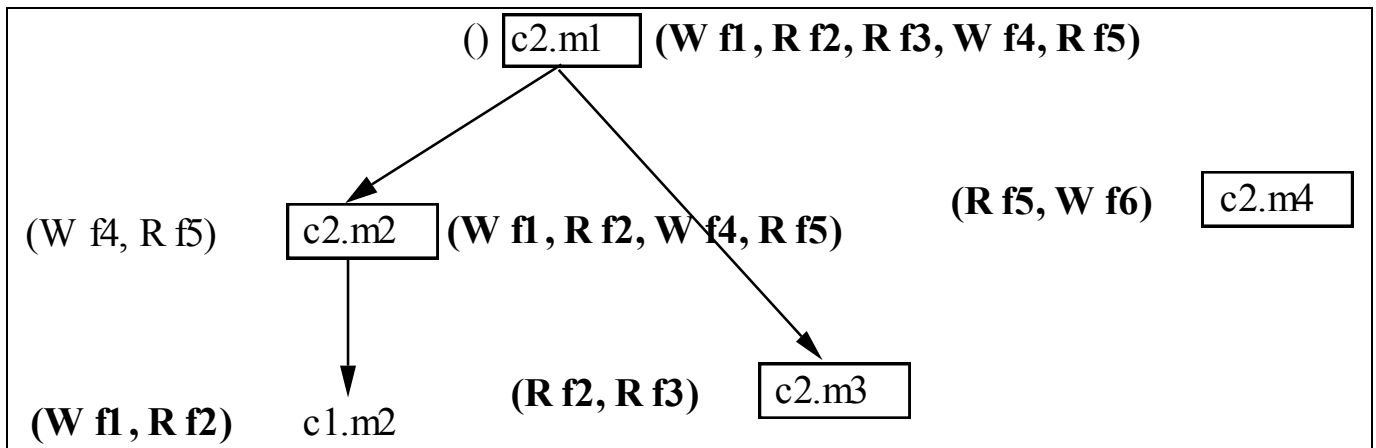 () c2.m1 (W f1, R f2, R f3, W f4, R f5)
(R f5, W f6) c2.m4
(W f4, R f5) c2.m2 (W f1, R f2, W f4, R f5)
(R f2, R f3) c2.m3
(W f1, R f2) c1.m2